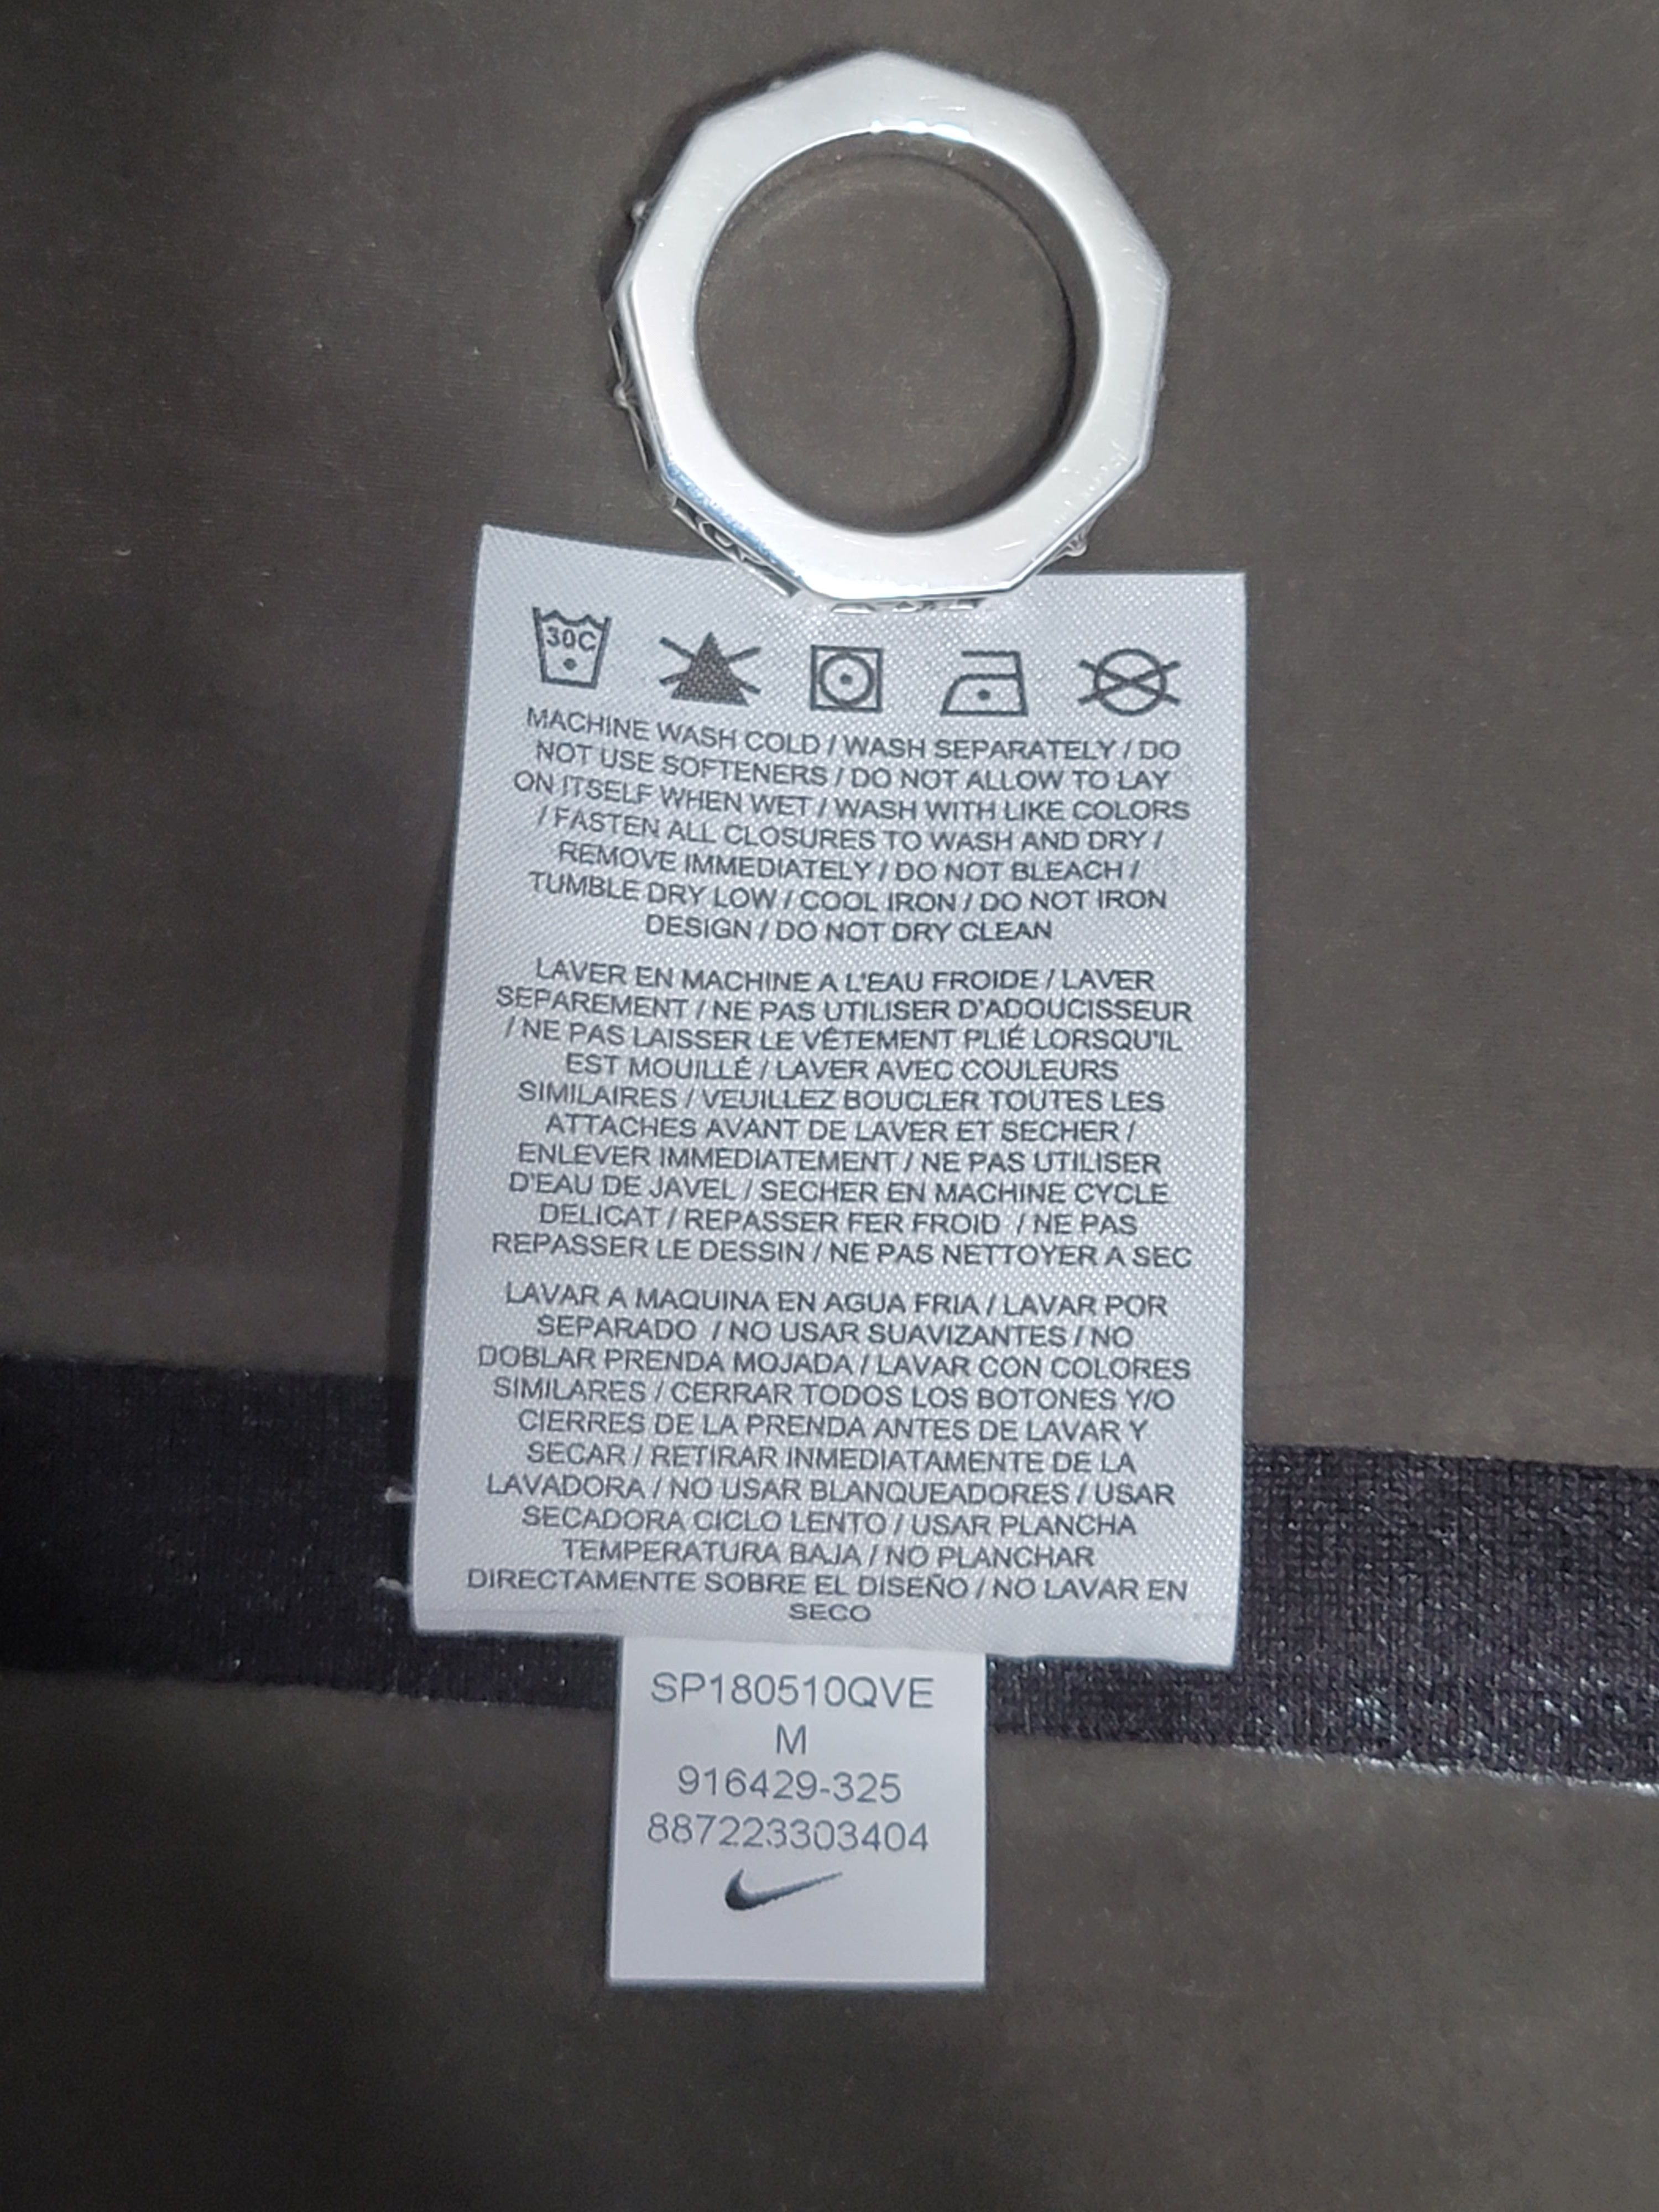 30C
MACHINE WASH COLD / WASH SEPARATELY / DO
NOT USE SOFTENERS / DO NOT ALLOW TO LAY
ON ITSELF WHEN WET / WASH WITH LIKE COLORS
/ FASTEN ALL CLOSURES TO WASH AND DRY /
REMOVE IMMEDIATELY / DO NOT BLEACH /
TUMBLE DRY LOW / COOL IRON / DO NOT IRON
DESIGN / DO NOT DRY CLEAN
LAVER EN MACHINE A L'EAU FROIDE / LAVER
SEPAREMENT / NE PAS UTILISER D'ADOUCISSEUR
/ NE PAS LAISSER LE VÊTEMENT PLIÉ LORSQU'IL
EST MOUILLÉ / LAVER AVEC COULEURS
SIMILAIRES / VEUILLEZ BOUCLER TOUTES LES
ATTACHES AVANT DE LAVER ET SECHER /
ENLEVER IMMEDIATEMENT / NE PAS UTILISER
D'EAU DE JAVEL / SECHER EN MACHINE CYCLE
DELICAT / REPASSER FER FROID / NE PAS
REPASSER LE DESSIN / NE PAS NETTOYER A SEC
LAVAR A MAQUINA EN AGUA FRIA / LAVAR POR
SEPARADO / NO USAR SUAVIZANTES / NO
DOBLAR PRENDA MOJADA / LAVAR CON COLORES
SIMILARES / CERRAR TODOS LOS BOTONES Y/O
CIERRES DE LA PRENDA ANTES DE LAVAR Y
SECAR / RETIRAR INMEDIATAMENTE DE LA
LAVADORA / NO USAR BLANQUEADORES / USAR
SECADORA CICLO LENTO / USAR PLANCHA
TEMPERATURA BAJA / NO PLANCHAR
DIRECTAMENTE SOBRE EL DISEÑO / NO LAVAR EN
SECO
SP180510QVE
M
916429-325
887223303404